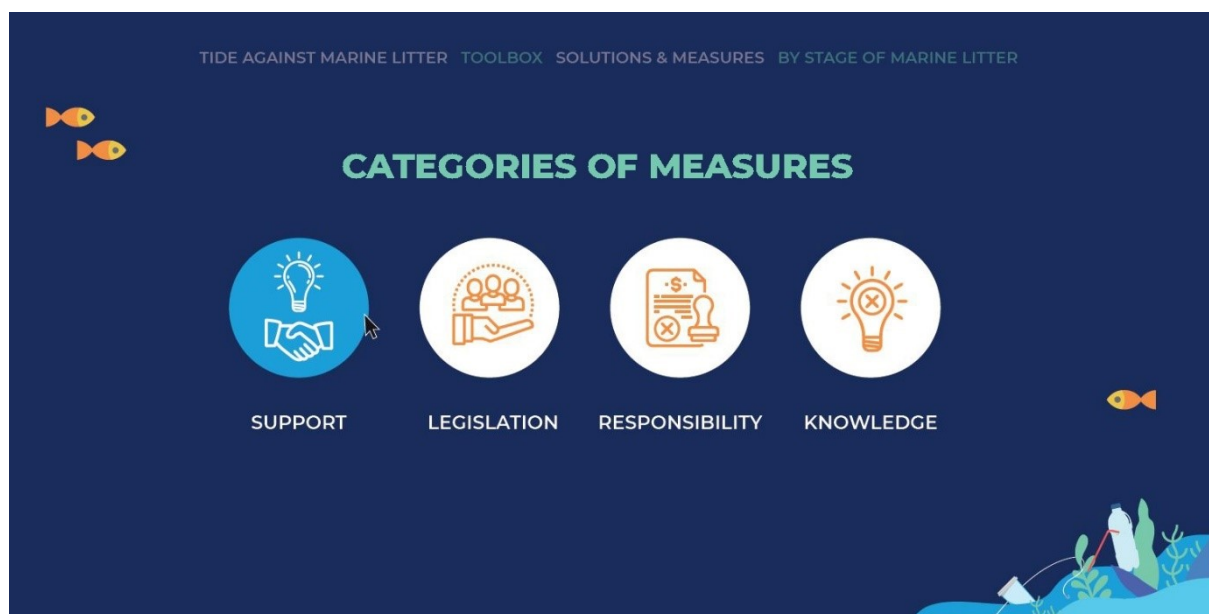 TIDE AGAINST MARINE LITTER TOOLBOX SOLUTIONS & MEASURES BY STAGE OF MARINE LITTER
CATEGORIES OF MEASURES
SUPPORT LEGISLATION RESPONSIBILITY KNOWLEDGE